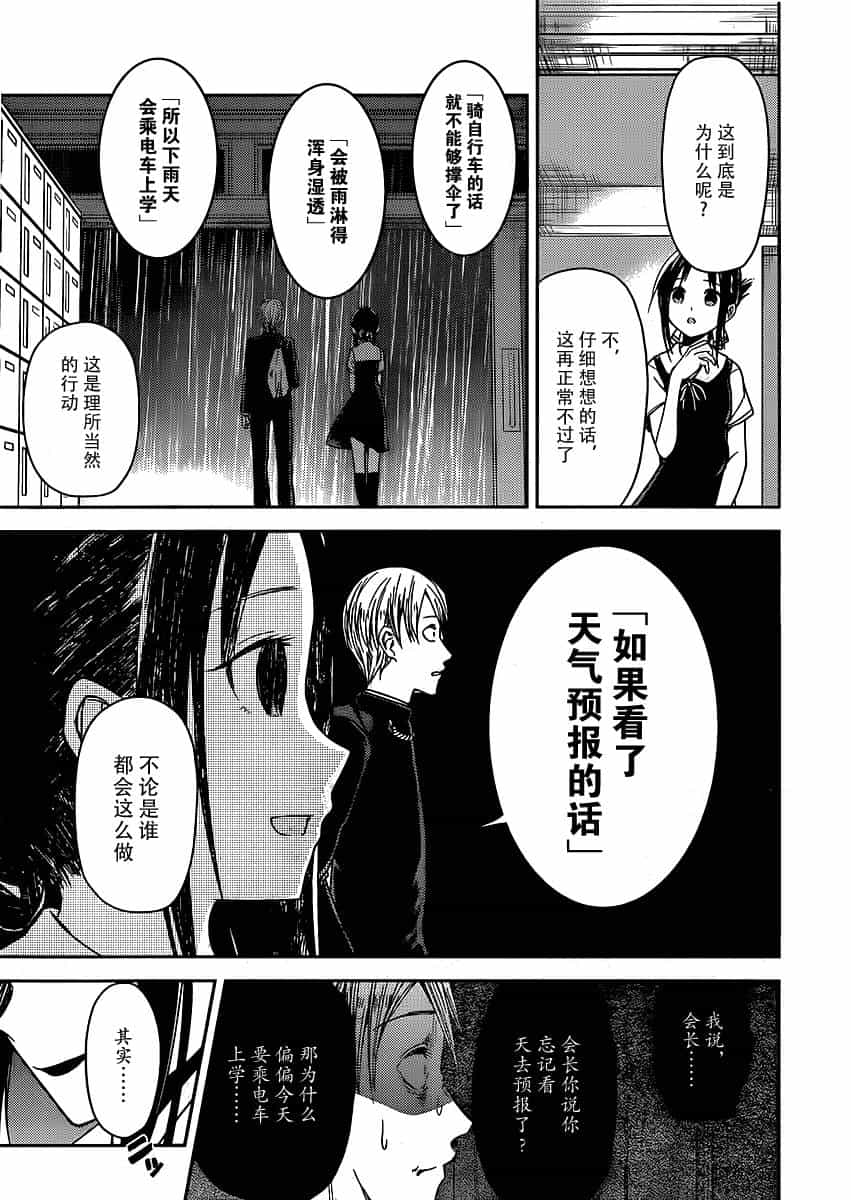 这到底是
为什么呢？
不，
仔细想想的话，
这再正常不过了
「骑自行车的话
就不能够撑伞了」
「会被雨淋得
浑身湿透」
「所以下雨天
会乘电车上学」
这是理所当然
的行动
「如果看了
天气预报的话」
不论是谁
都会这么做
我说，
会长……
会长你说你
忘记看
天去预报了？
那为什么
偏偏今天
要乘电车
上学……
其实……
ニッ